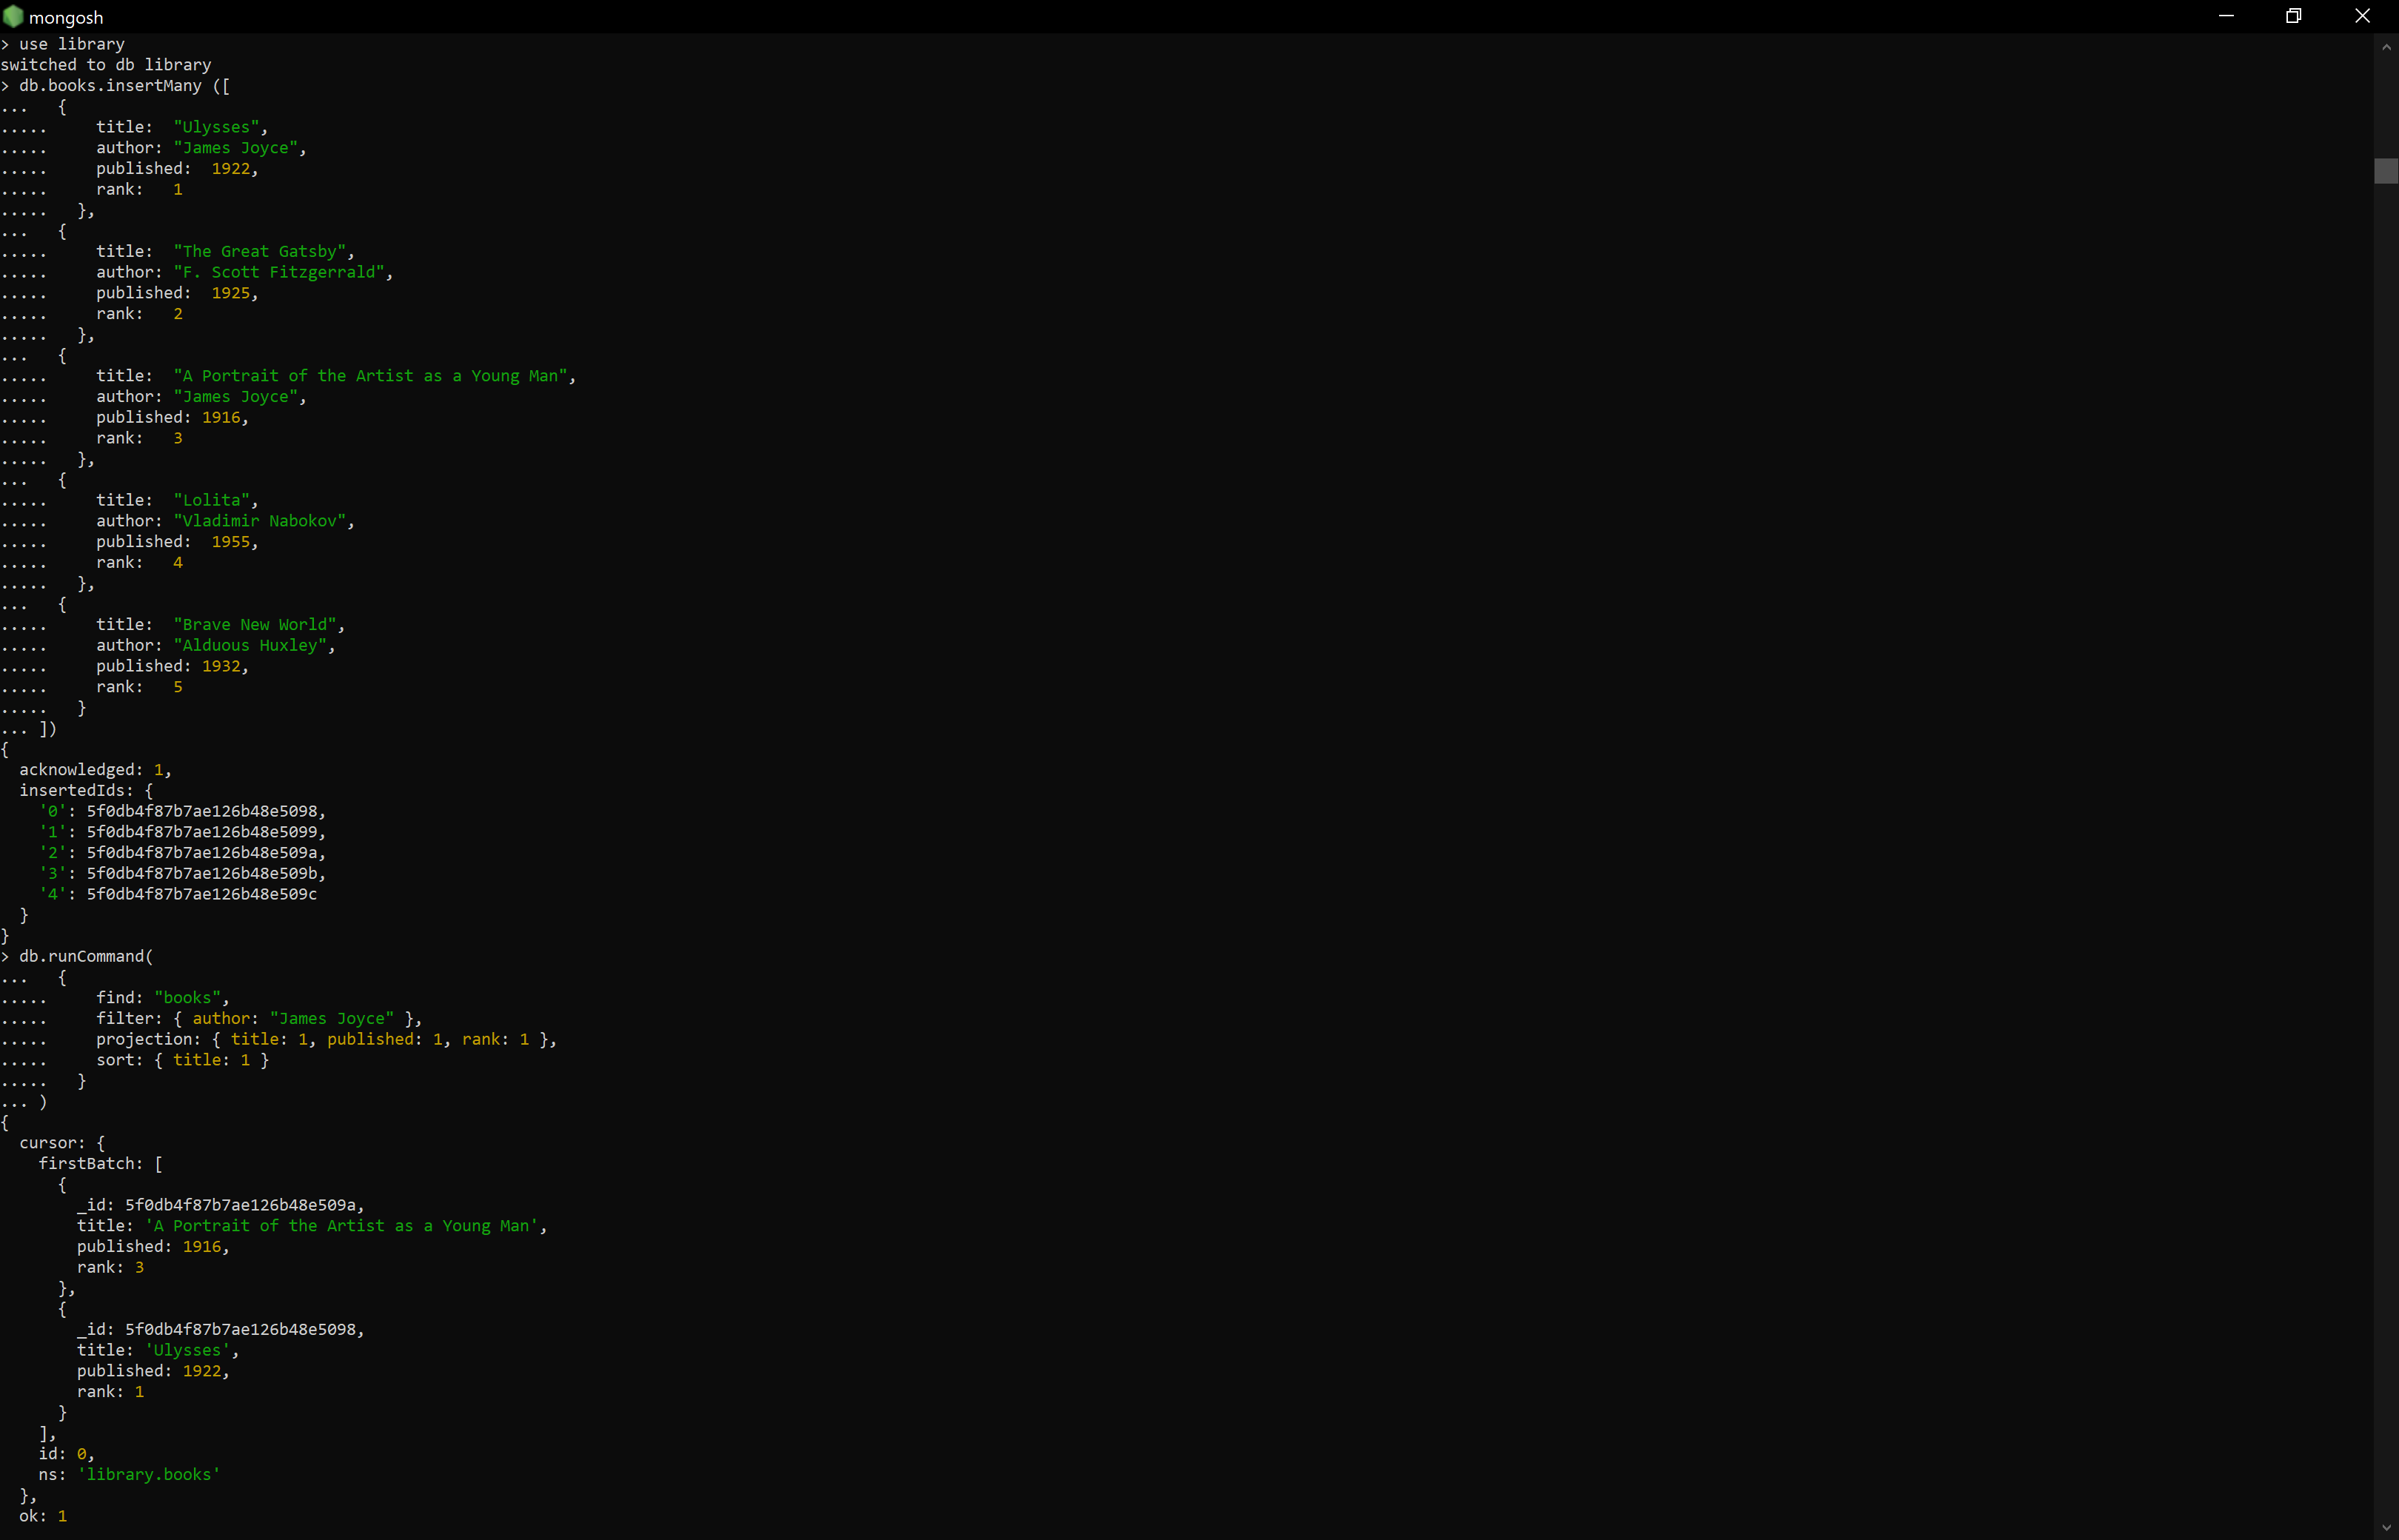 mongosh
> use library
switched to db library
> db.books.insertMany ([
...   {
.....     title:  "Ulysses",
.....     author: "James Joyce",
.....     published:  1922,
.....     rank:   1
.....   },
...   {
.....     title:  "The Great Gatsby",
.....     author: "F. Scott Fitzgerrald",
.....     published:  1925,
.....     rank:   2
.....   },
...   {
.....     title:  "A Portrait of the Artist as a Young Man",
.....     author: "James Joyce",
.....     published: 1916,
.....     rank:   3
.....   },
...   {
.....     title:  "Lolita",
.....     author: "Vladimir Nabokov",
.....     published:  1955,
.....     rank:   4
.....   },
...   {
.....     title:  "Brave New World",
.....     author: "Alduous Huxley",
.....     published: 1932,
.....     rank:   5
.....   }
... ])
{
  acknowledged: 1,
  insertedIds: {
    '0': 5f0db4f87b7ae126b48e5098,
    '1': 5f0db4f87b7ae126b48e5099,
    '2': 5f0db4f87b7ae126b48e509a,
    '3': 5f0db4f87b7ae126b48e509b,
    '4': 5f0db4f87b7ae126b48e509c
  }
}
> db.runCommand(
...   {
.....     find: "books",
.....     filter: { author: "James Joyce" },
.....     projection: { title: 1, published: 1, rank: 1 },
.....     sort: { title: 1 }
.....   }
... )
{
  cursor: {
    firstBatch: [
      {
        _id: 5f0db4f87b7ae126b48e509a,
        title: 'A Portrait of the Artist as a Young Man',
        published: 1916,
        rank: 3
      },
      {
        _id: 5f0db4f87b7ae126b48e5098,
        title: 'Ulysses',
        published: 1922,
        rank: 1
      }
    ],
    id: 0,
    ns: 'library.books'
  },
  ok: 1